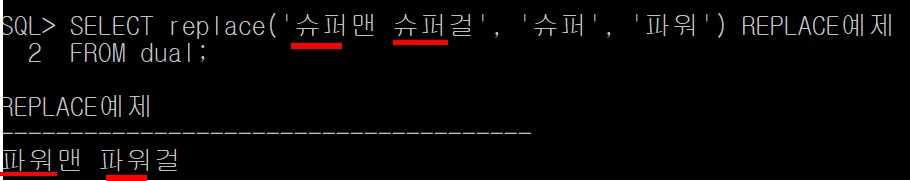 SQL> SELECT replace('슈퍼맨 슈퍼걸', '슈퍼', '파워') REPLACE예제
2 FROM dual;
REPLACE예제
----------------------------------------
파워맨 파워걸